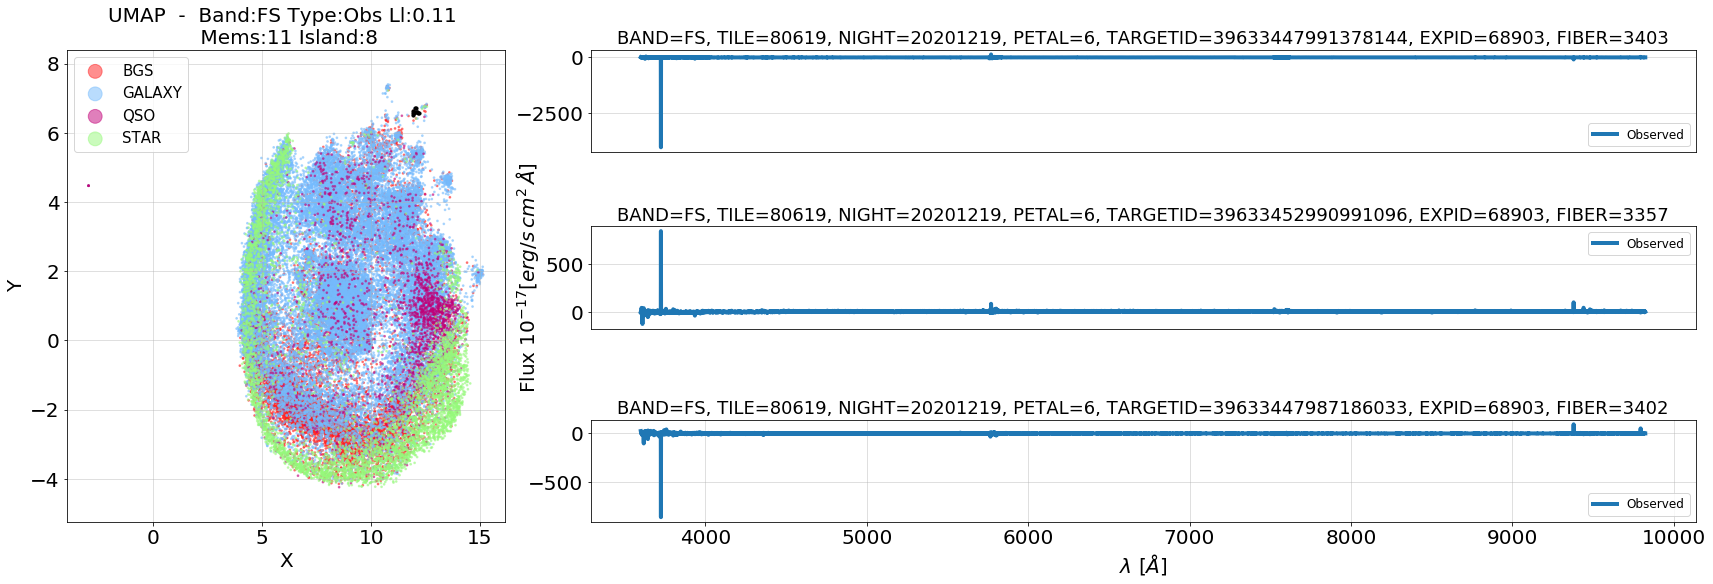 UMAP  -  Band:FS Type:Obs Ll:0.11
Mems:11 Island:8
BGS
GALAXY
QSO
STAR
8
6
4
2
0
−2
−4
Y
0
5
10
15
X
BAND=FS, TILE=80619, NIGHT=20201219, PETAL=6, TARGETID=39633447991378144, EXPID=68903, FIBER=3403
0
−2500
Observed
BAND=FS, TILE=80619, NIGHT=20201219, PETAL=6, TARGETID=39633452990991096, EXPID=68903, FIBER=3357
500
0
Observed
Flux 10⁻¹⁷[erg/s cm² Å]
BAND=FS, TILE=80619, NIGHT=20201219, PETAL=6, TARGETID=39633447987186033, EXPID=68903, FIBER=3402
0
−500
Observed
4000
5000
6000
7000
8000
9000
10000
λ [Å]